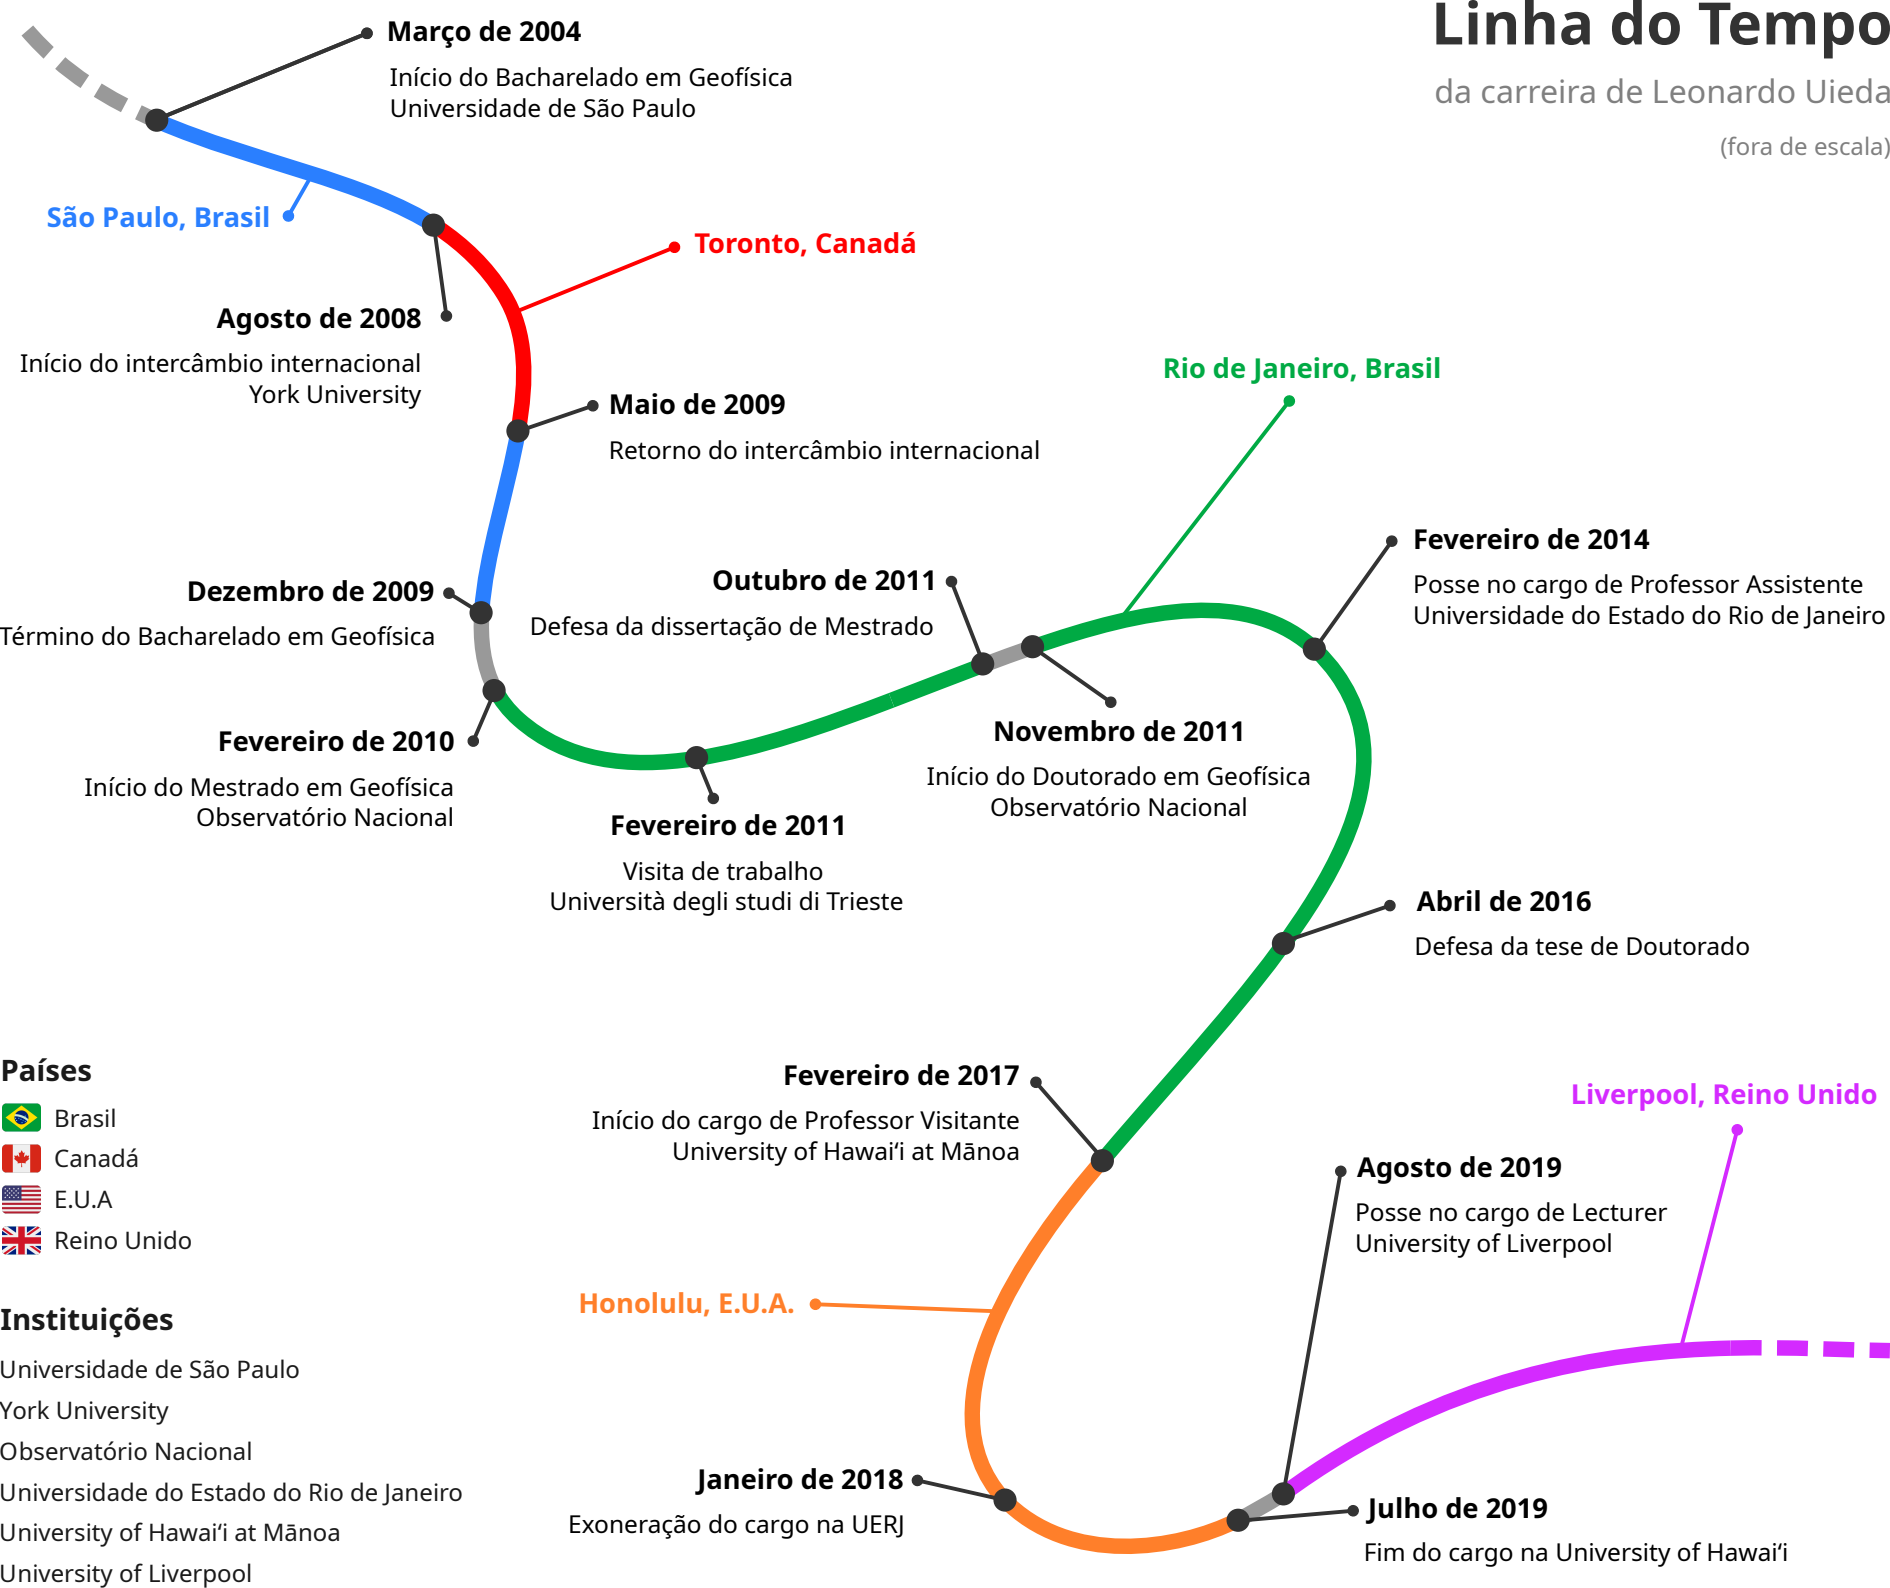 Linha do Tempo
da carreira de Leonardo Uieda
(fora de escala)
Março de 2004
Início do Bacharelado em Geofísica
Universidade de São Paulo
São Paulo, Brasil
Toronto, Canadá
Agosto de 2008
Início do intercâmbio internacional
York University
Maio de 2009
Retorno do intercâmbio internacional
Rio de Janeiro, Brasil
Dezembro de 2009
Término do Bacharelado em Geofísica
Fevereiro de 2010
Início do Mestrado em Geofísica
Observatório Nacional
Fevereiro de 2011
Visita de trabalho
Università degli studi di Trieste
Outubro de 2011
Defesa da dissertação de Mestrado
Novembro de 2011
Início do Doutorado em Geofísica
Observatório Nacional
Fevereiro de 2014
Posse no cargo de Professor Assistente
Universidade do Estado do Rio de Janeiro
Abril de 2016
Defesa da tese de Doutorado
Fevereiro de 2017
Início do cargo de Professor Visitante
University of Hawai‘i at Mānoa
Honolulu, E.U.A.
Janeiro de 2018
Exoneração do cargo na UERJ
Julho de 2019
Fim do cargo na University of Hawai‘i
Agosto de 2019
Posse no cargo de Lecturer
University of Liverpool
Liverpool, Reino Unido
Países
Brasil
Canadá
E.U.A
Reino Unido
Instituições
Universidade de São Paulo
York University
Observatório Nacional
Universidade do Estado do Rio de Janeiro
University of Hawai‘i at Mānoa
University of Liverpool